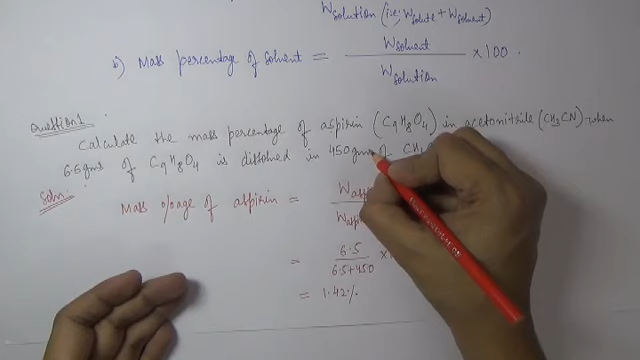 Wsolution (i.e; Wsolute + Wsolvent)
b) Mass percentage of solvent = Wsolvent / Wsolution × 100.
Question 1
Calculate the mass percentage of aspirin (C9H8O4) in acetonitrile (CH3CN) when
6.5 gms of C9H8O4 is dissolved in 450 gms of
Soln:
Mass %age of aspirin =
= 6.5 / 6.5+450 ×
= 1.42%